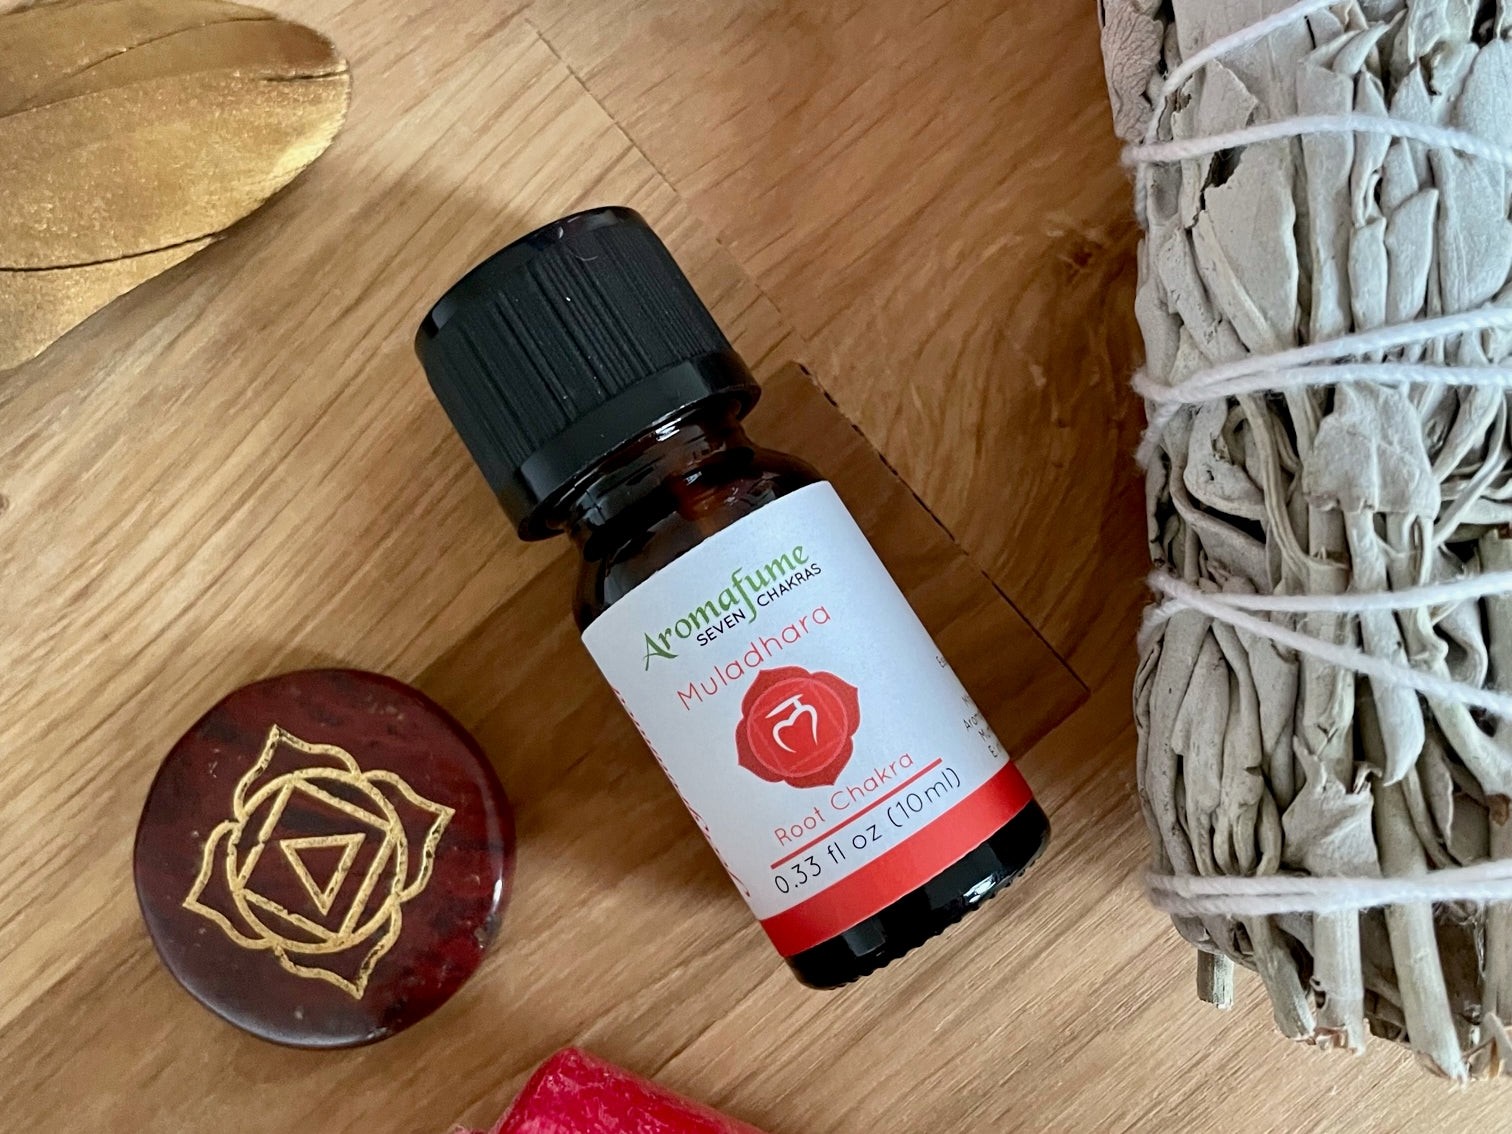 Aromafume
SEVEN CHAKRAS
Muladhara
Root Chakra
0.33 fl oz (10ml)